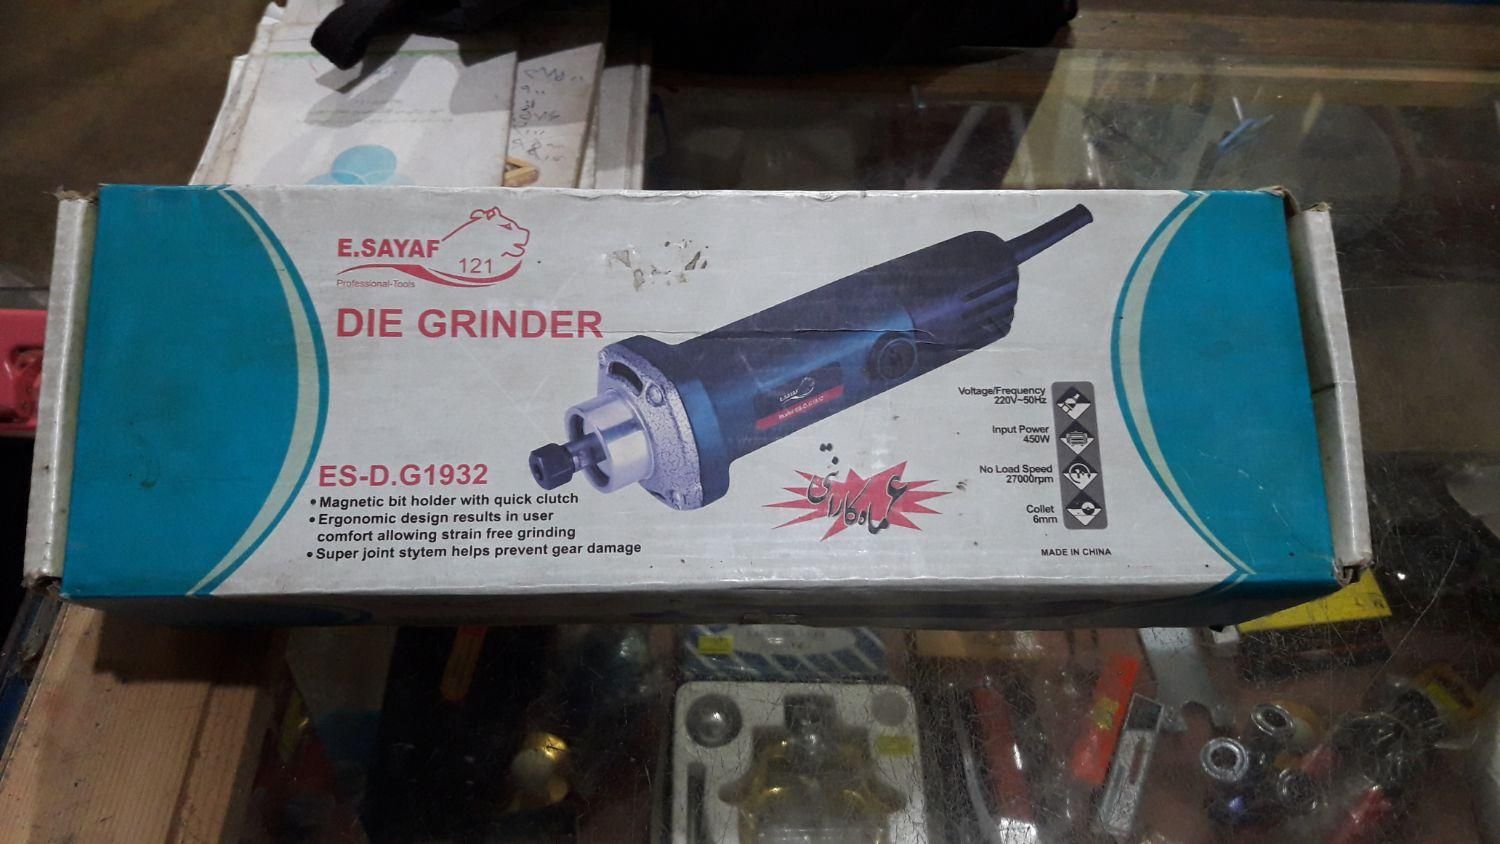 E.SAYAF
121
Professional-Tools
DIE GRINDER
ES-D.G1932
• Magnetic bit holder with quick clutch
• Ergonomic design results in user
comfort allowing strain free grinding
• Super joint stytem helps prevent gear damage
E.SAYAF
۶ماه گارانتی
Voltage/Frequency
220V~50Hz
Input Power
450W
No Load Speed
27000rpm
Collet
6mm
MADE IN CHINA